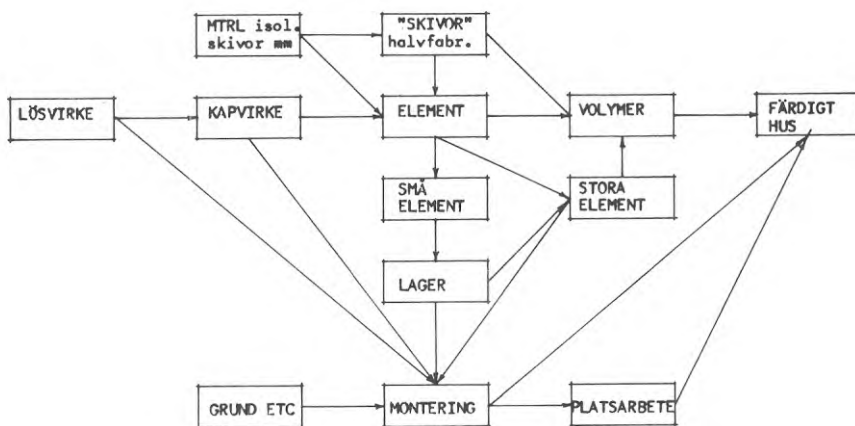 MTRL isol.
skivor mm
"SKIVOR"
halvfabr.
LÖSVIRKE
KAPVIRKE
ELEMENT
VOLYMER
FÄRDIGT
HUS
SMÅ
ELEMENT
STORA
ELEMENT
LAGER
GRUND ETC
MONTERING
PLATSARBETE